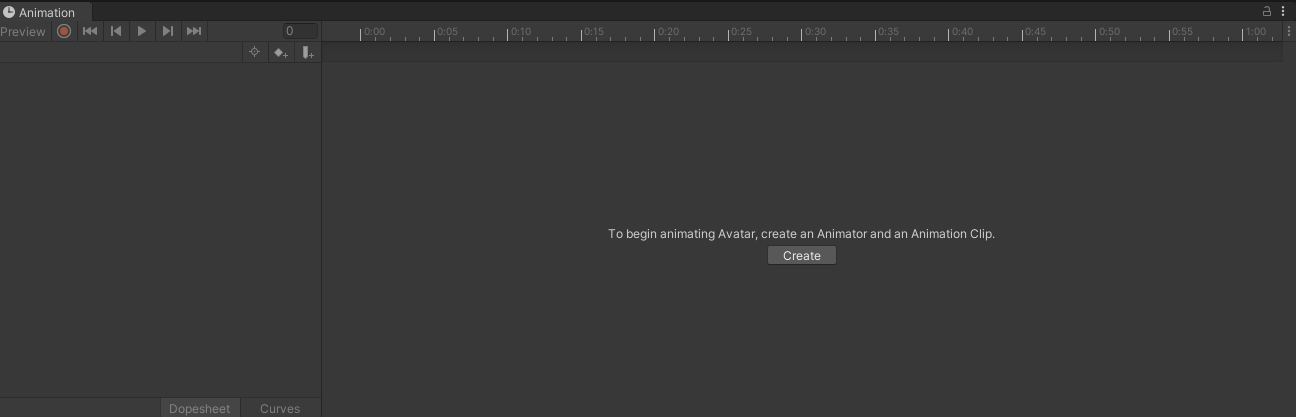 Animation
Preview 0 0:00 0:05 0:10 0:15 0:20 0:25 0:30 0:35 0:40 0:45 0:50 0:55 1:00
To begin animating Avatar, create an Animator and an Animation Clip.
Create
Dopesheet Curves